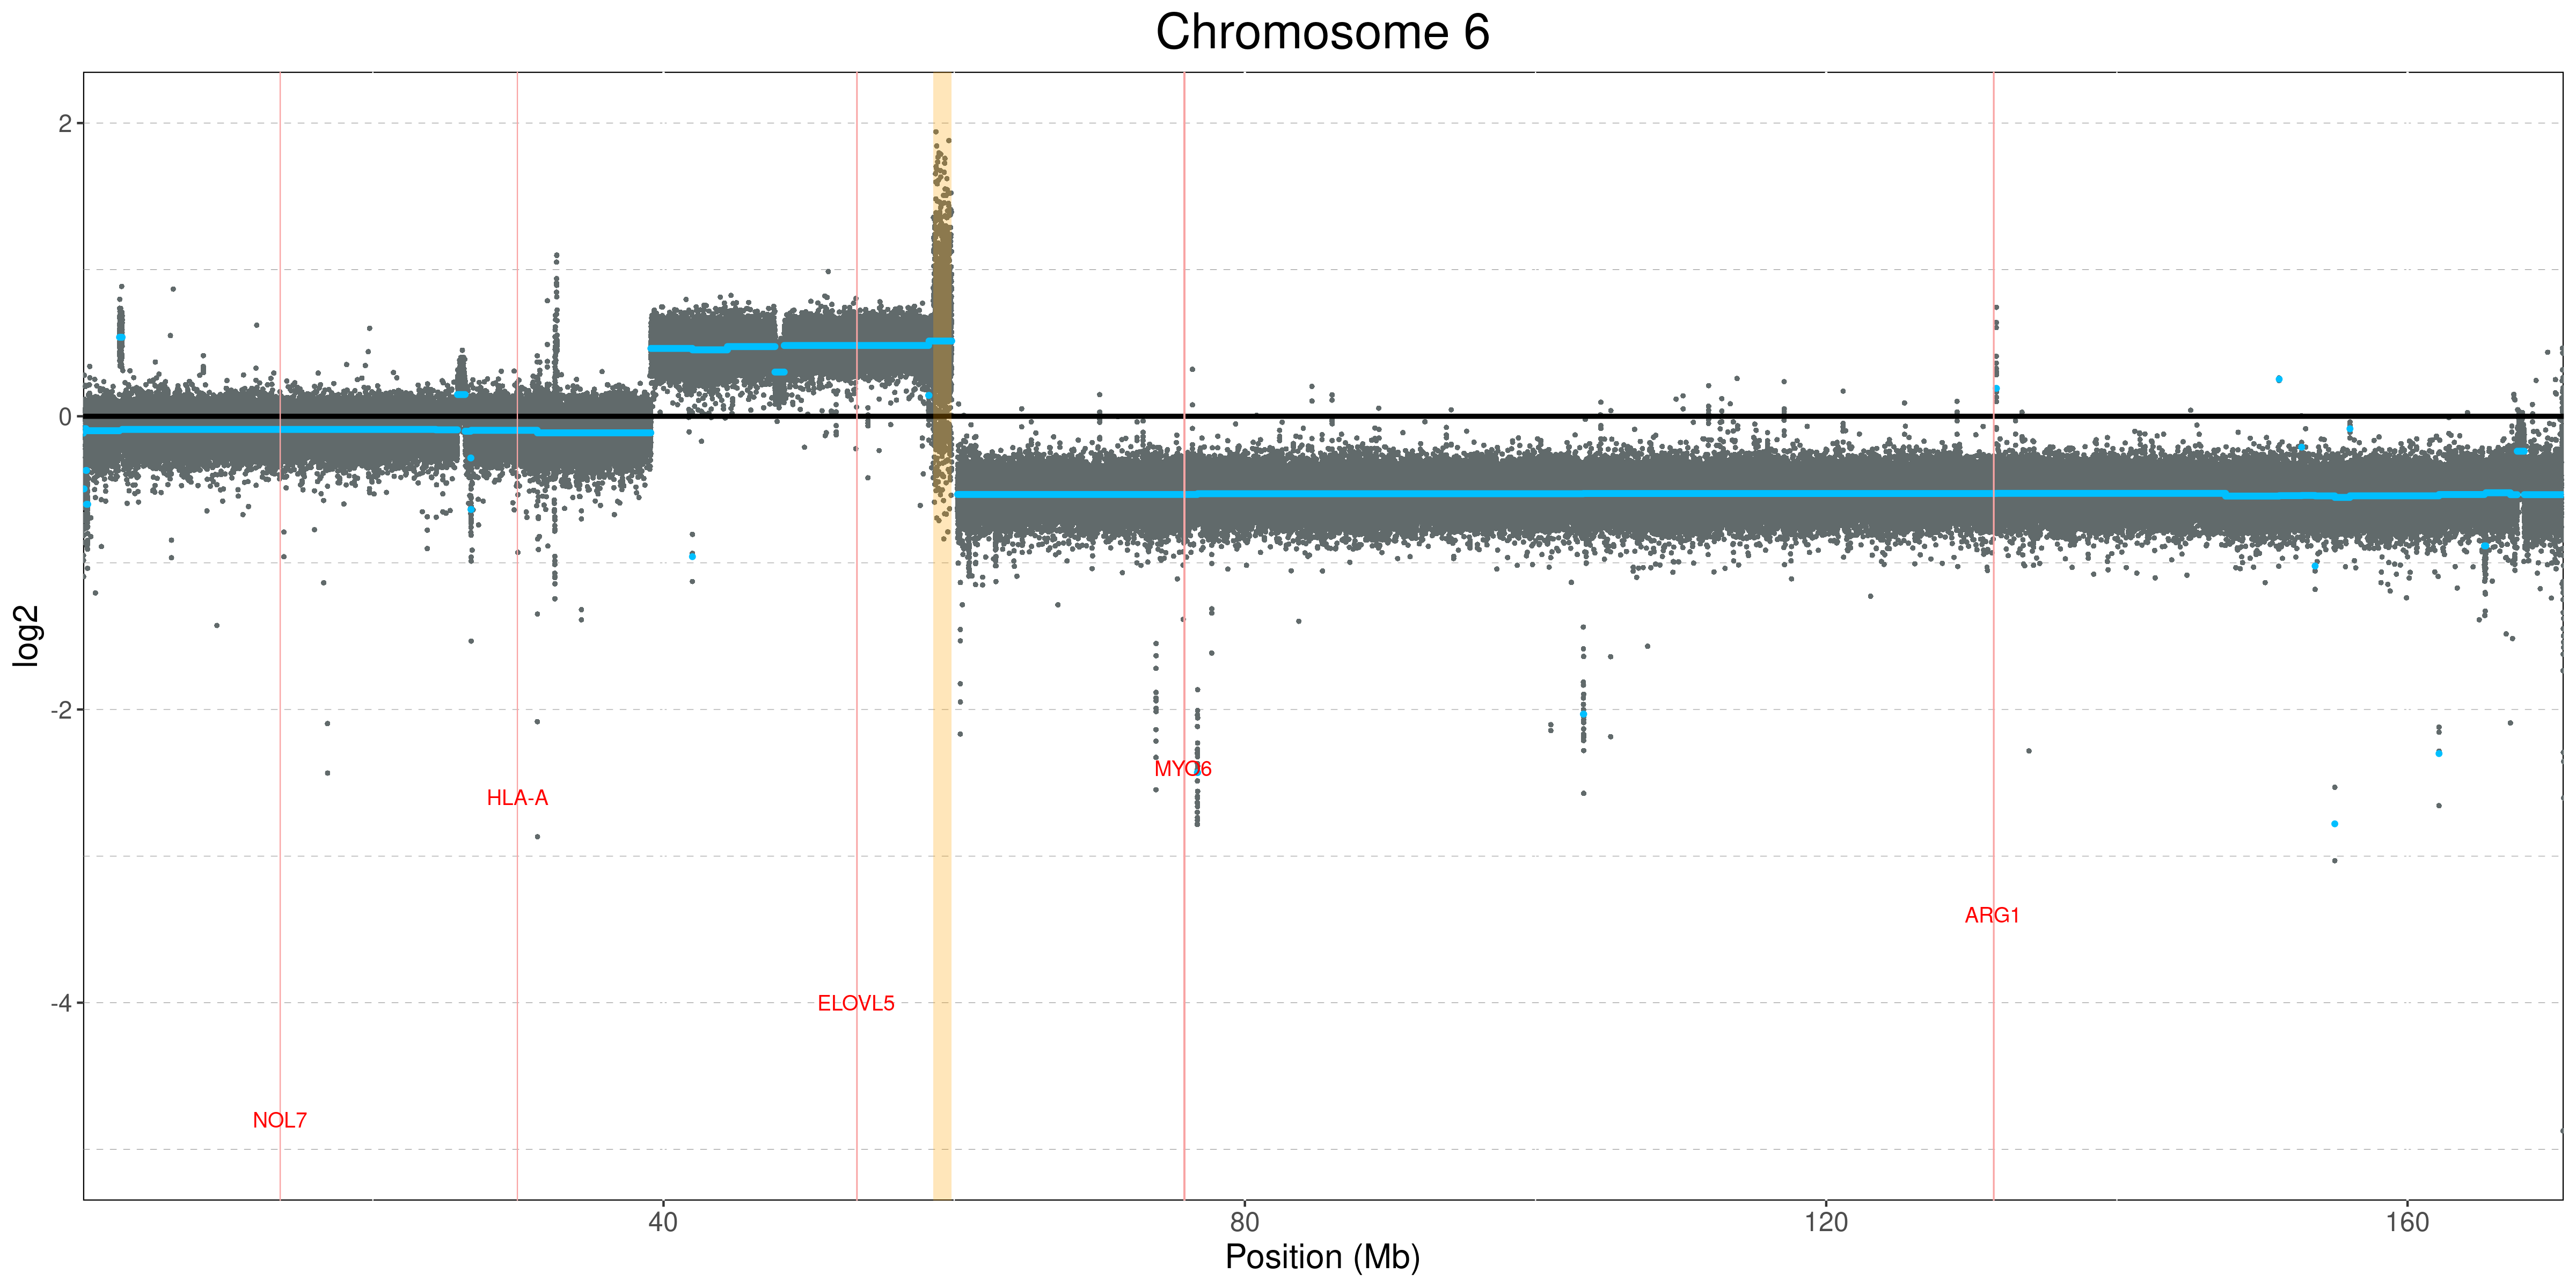 Chromosome 6
2
0
-2
-4
log2
MYO6
HLA-A
ARG1
ELOVL5
NOL7
40
80
120
160
Position (Mb)